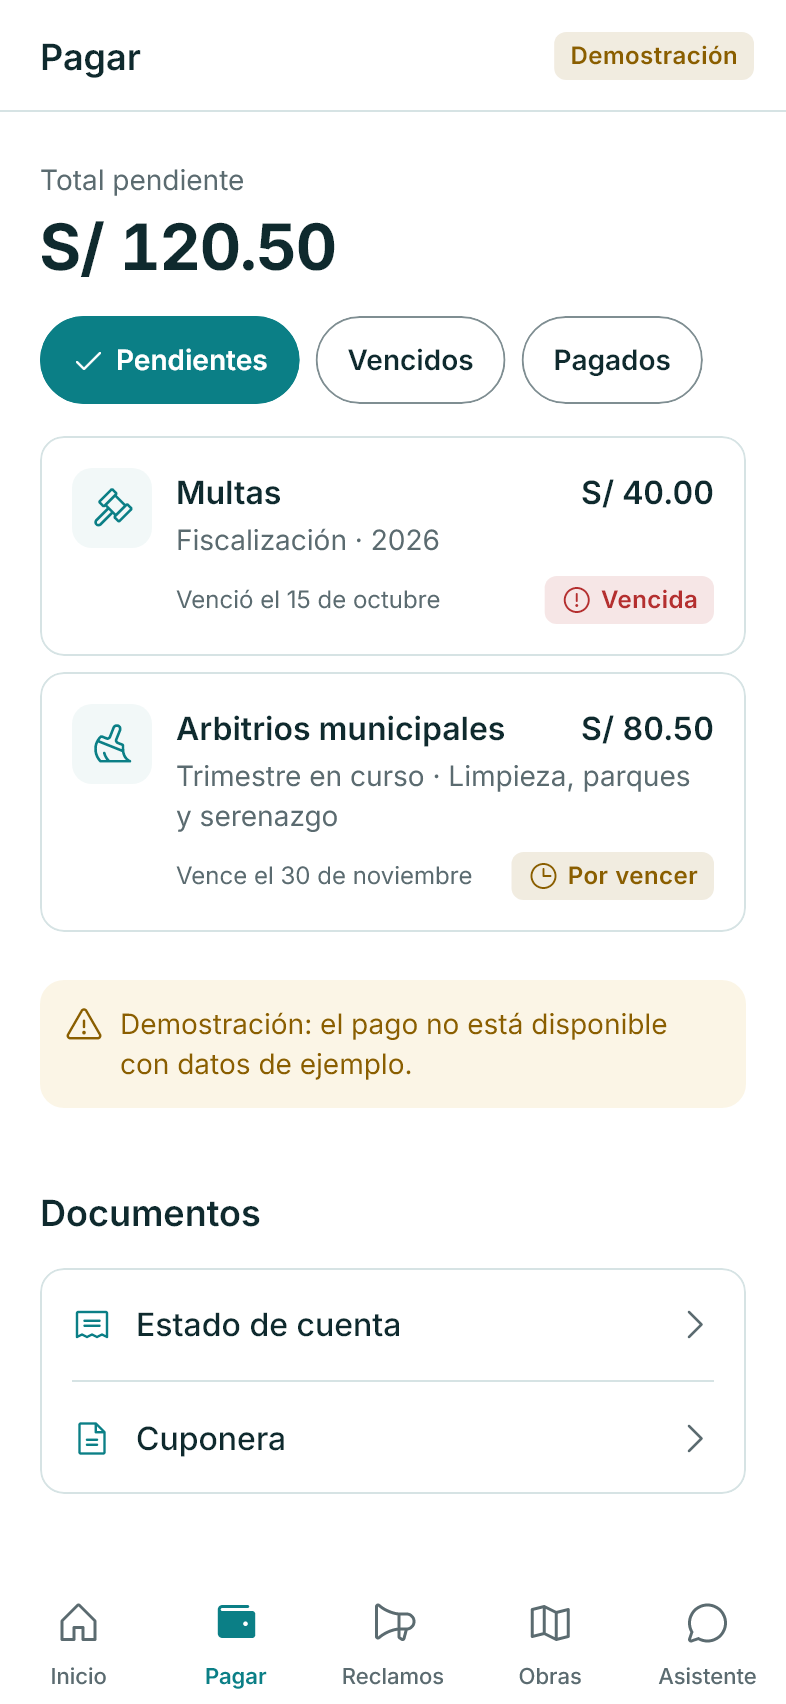 Pagar
Demostración
Total pendiente
S/ 120.50
Pendientes
Vencidos
Pagados
Multas
S/ 40.00
Fiscalización · 2026
Venció el 15 de octubre
Vencida
Arbitrios municipales
S/ 80.50
Trimestre en curso · Limpieza, parques
y serenazgo
Vence el 30 de noviembre
Por vencer
Demostración: el pago no está disponible
con datos de ejemplo.
Documentos
Estado de cuenta
Cuponera
Inicio
Pagar
Reclamos
Obras
Asistente